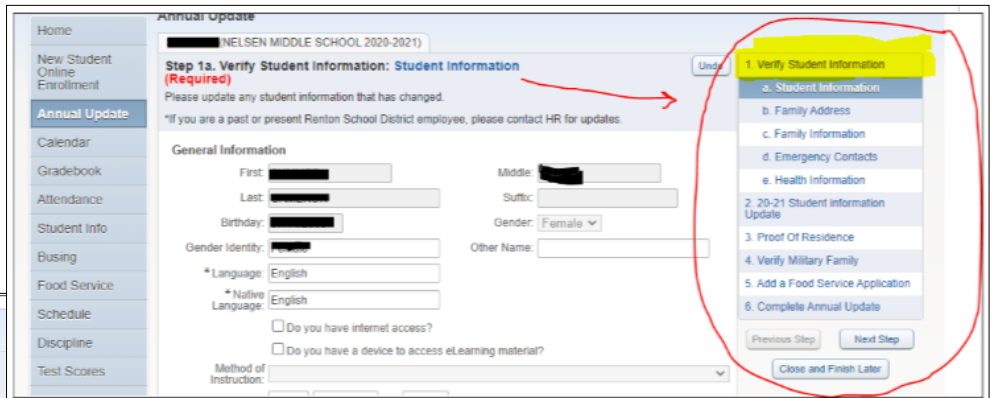 Annual Update
Home
New Student
Online
Enrollment
Annual Update
Calendar
Gradebook
Attendance
Student Info
Busing
Food Service
Schedule
Discipline
Test Scores
(NELSEN MIDDLE SCHOOL 2020-2021)
Step 1a. Verify Student Information: Student Information
(Required)
Undo
Please update any student information that has changed.
*If you are a past or present Renton School District employee, please contact HR for updates.
General Information
First:
Middle:
Last:
Suffix:
Birthday:
Gender: Female
Gender Identity:
Other Name:
*Language: English
*Native
Language: English
Do you have internet access?
Do you have a device to access eLearning material?
Method of
Instruction:
1. Verify Student Information
a. Student Information
b. Family Address
c. Family Information
d. Emergency Contacts
e. Health Information
2. 20-21 Student information
Update
3. Proof Of Residence
4. Verify Military Family
5. Add a Food Service Application
6. Complete Annual Update
Previous Step
Next Step
Close and Finish Later